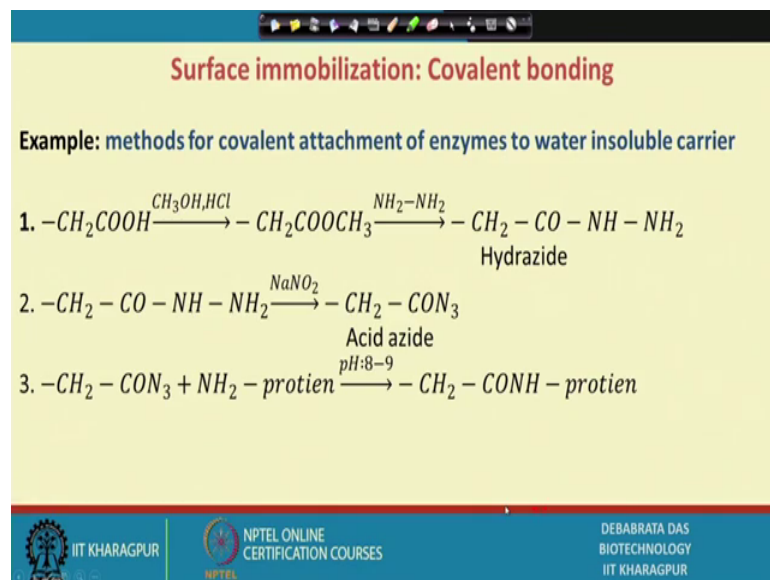 Surface immobilization: Covalent bonding
Example: methods for covalent attachment of enzymes to water insoluble carrier
CH₃OH,HCl NH₂−NH₂
1. −CH₂COOH⟶− CH₂COOCH₃⟶− CH₂ − CO − NH − NH₂
Hydrazide
NaNO₂
2. −CH₂ − CO − NH − NH₂⟶− CH₂ − CON₃
Acid azide
pH:8−9
3. −CH₂ − CON₃ + NH₂ − protien⟶− CH₂ − CONH − protien
IIT KHARAGPUR
NPTEL
NPTEL ONLINE
CERTIFICATION COURSES
DEBABRATA DAS
BIOTECHNOLOGY
IIT KHARAGPUR